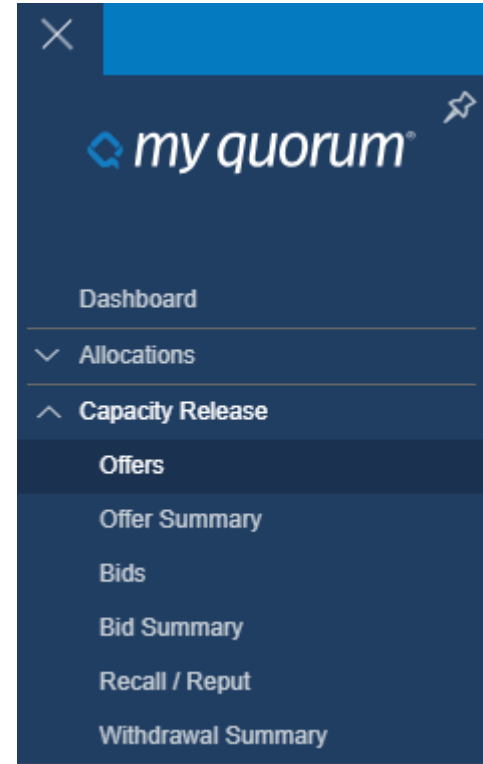 my quorum®
Dashboard
Allocations
Capacity Release
Offers
Offer Summary
Bids
Bid Summary
Recall / Reput
Withdrawal Summary